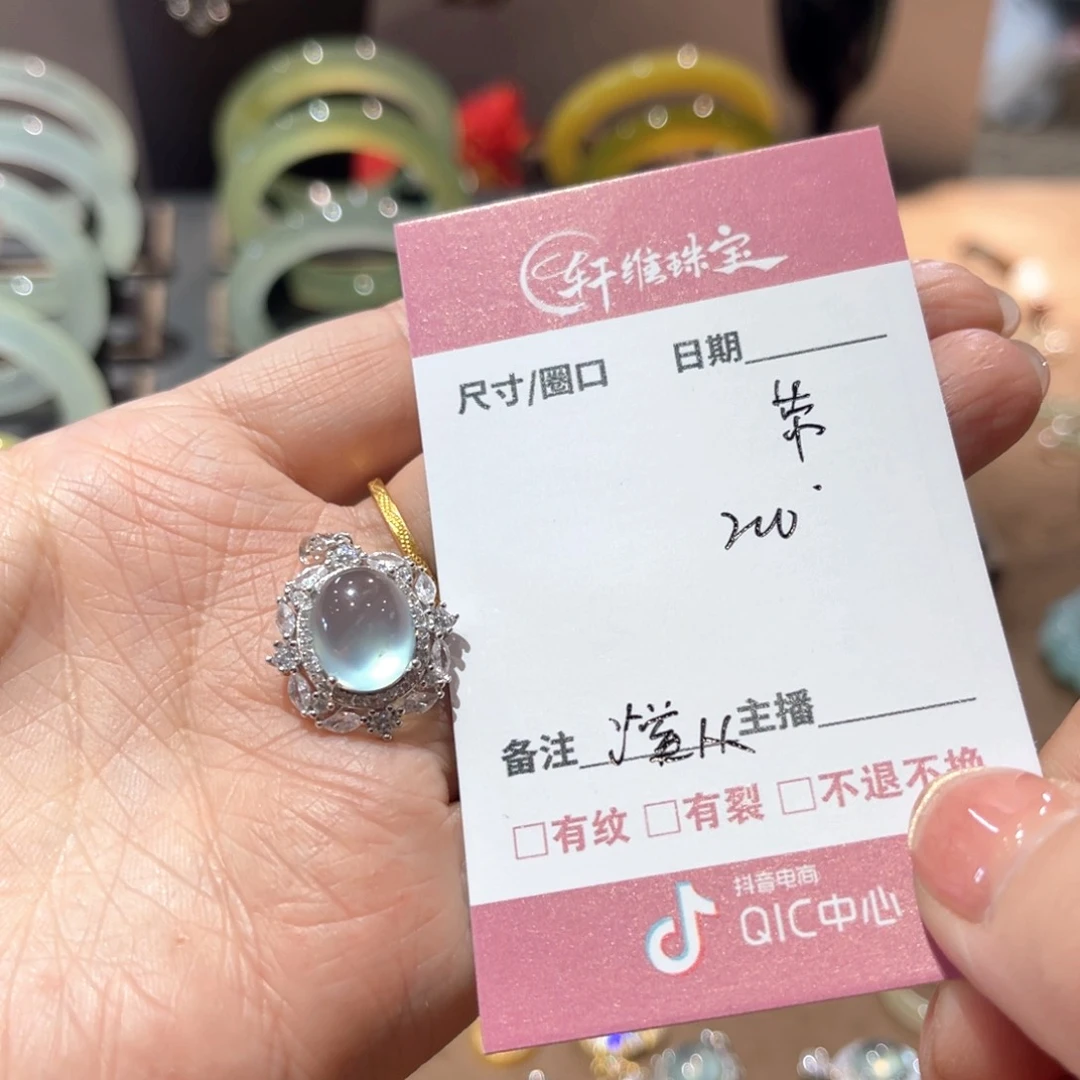 轩维珠宝
尺寸/圈口 日期
200
备注 主播
□有纹 □有裂 □不退不换
抖音电商
QIC中心